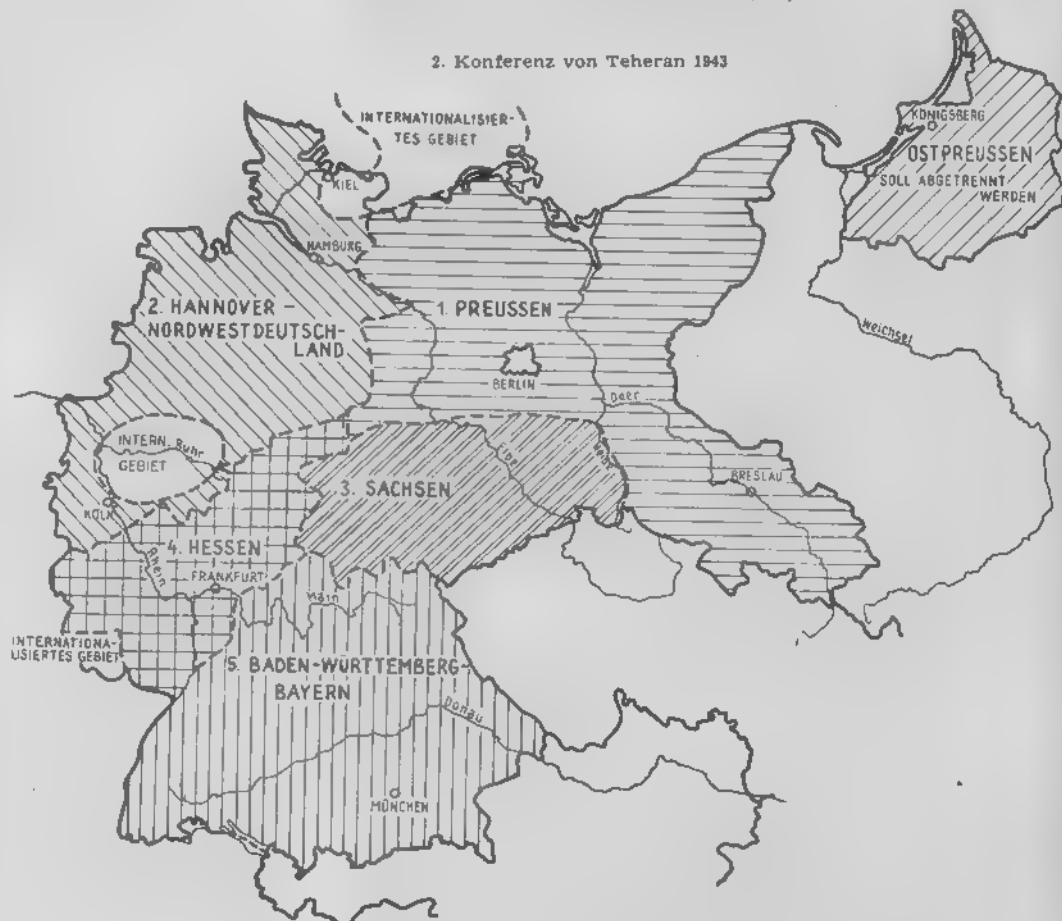 2. Konferenz von Teheran 1943
INTERNATIONALISIER-
TES GEBIET
KÖNIGSBERG
OSTPREUSSEN
SOLL ABGETRENNT
WERDEN
KIEL
HAMBURG
2. HANNOVER –
NORDWESTDEUTSCH-
LAND
1. PREUSSEN
BERLIN
Weichsel
Oder
INTERN. Ruhr
GEBIET
Elbe
BRESLAU
3. SACHSEN
KÖLN
4. HESSEN
Rhein
FRANKFURT
Main
INTERNATIONA-
LISIERTES GEBIET
5. BADEN-WÜRTTEMBERG-
BAYERN
Donau
MÜNCHEN